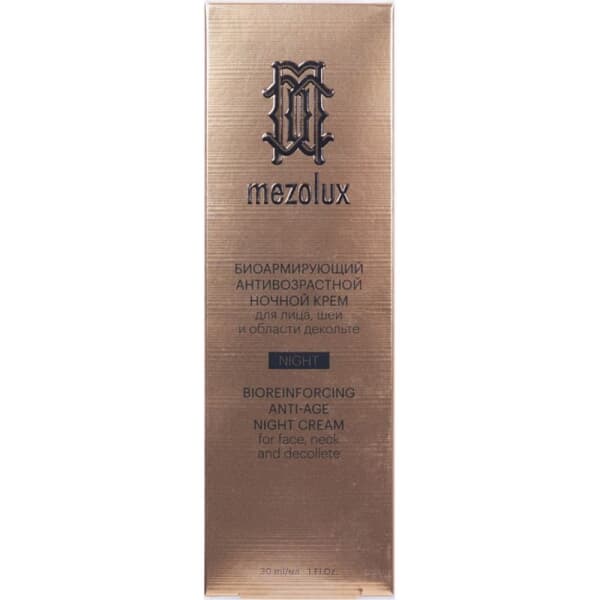 mezolux
БИОАРМИРУЮЩИЙ
АНТИВОЗРАСТНОЙ
НОЧНОЙ КРЕМ
для лица, шеи
и области декольте
NIGHT
BIOREINFORCING
ANTI-AGE
NIGHT CREAM
for face, neck
and decollete
30 ml/мл 1 Fl.Oz.